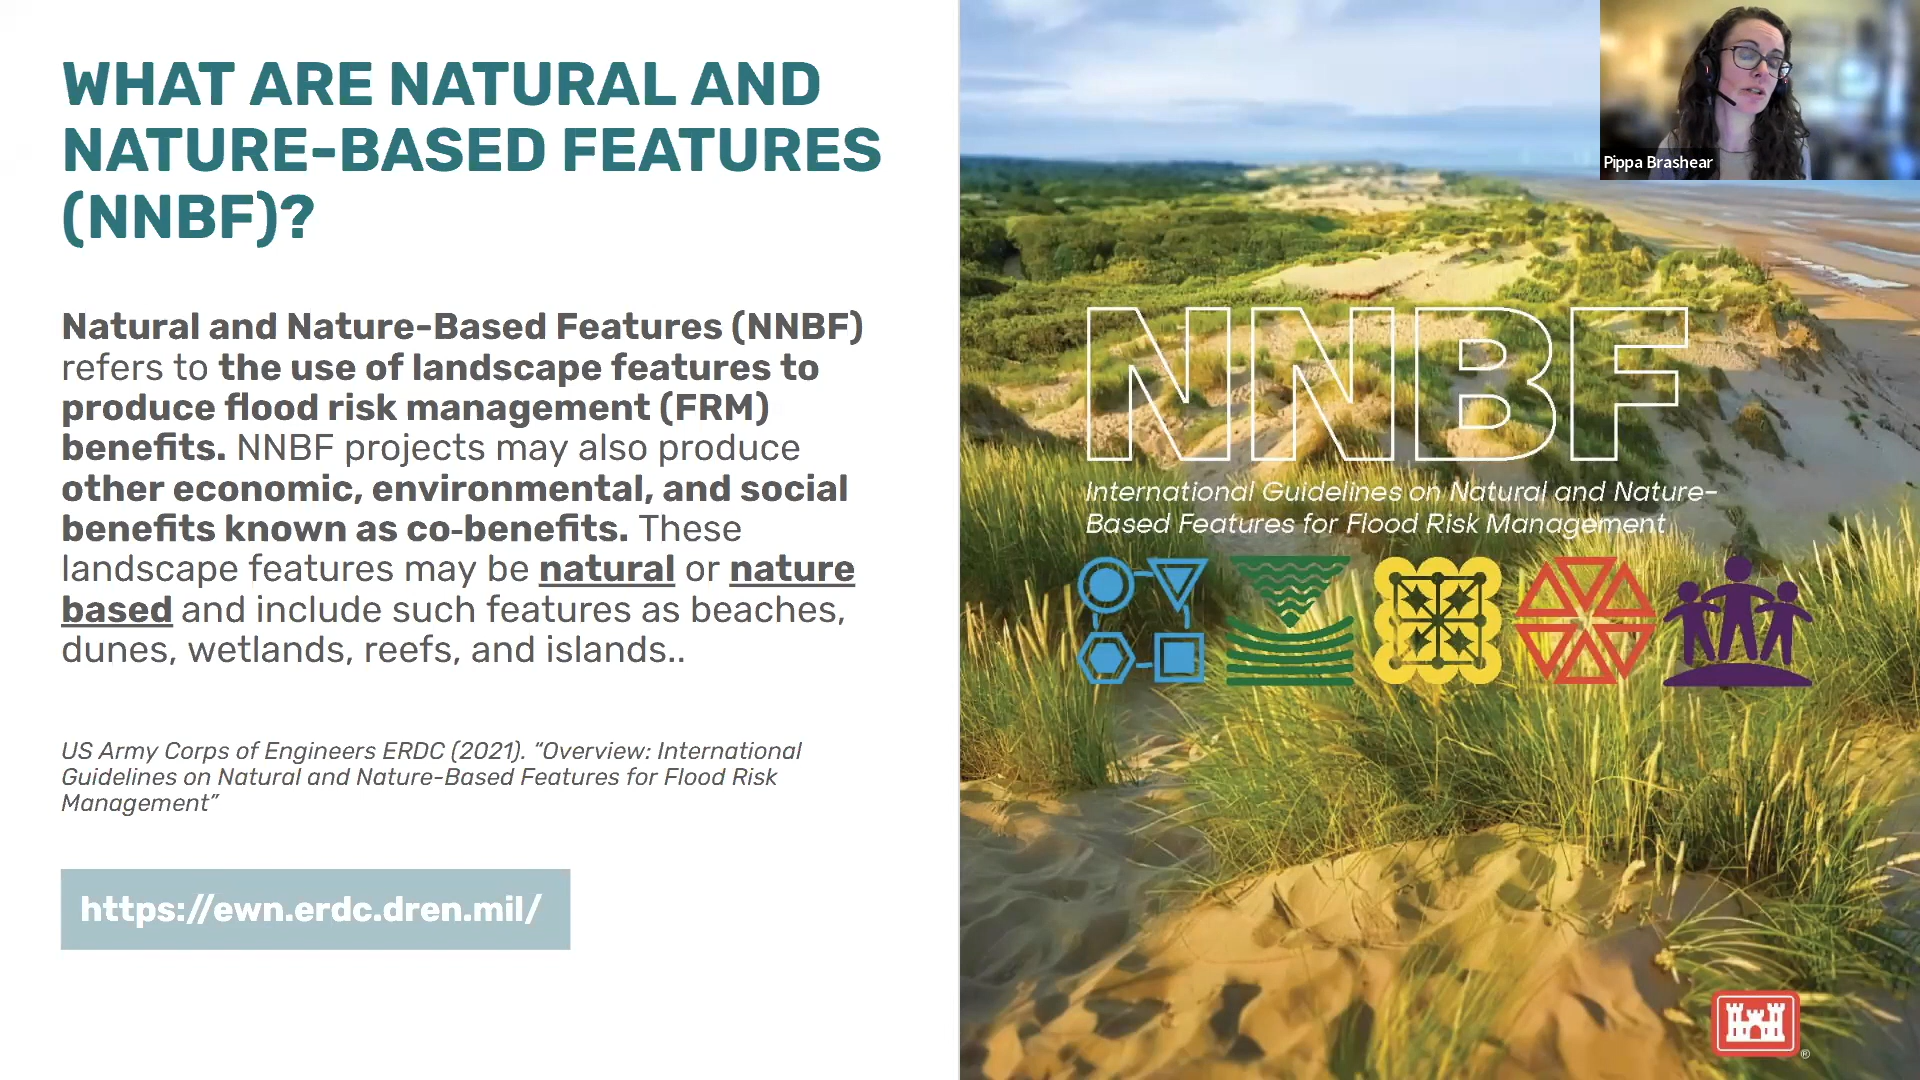 WHAT ARE NATURAL AND
NATURE-BASED FEATURES
(NNBF)?
Natural and Nature-Based Features (NNBF)
refers to the use of landscape features to
produce flood risk management (FRM)
benefits. NNBF projects may also produce
other economic, environmental, and social
benefits known as co-benefits. These
landscape features may be natural or nature
based and include such features as beaches,
dunes, wetlands, reefs, and islands..
US Army Corps of Engineers ERDC (2021). “Overview: International
Guidelines on Natural and Nature-Based Features for Flood Risk
Management”
https://ewn.erdc.dren.mil/
Pippa Brashear
NNBF
International Guidelines on Natural and Nature-
Based Features for Flood Risk Management
®